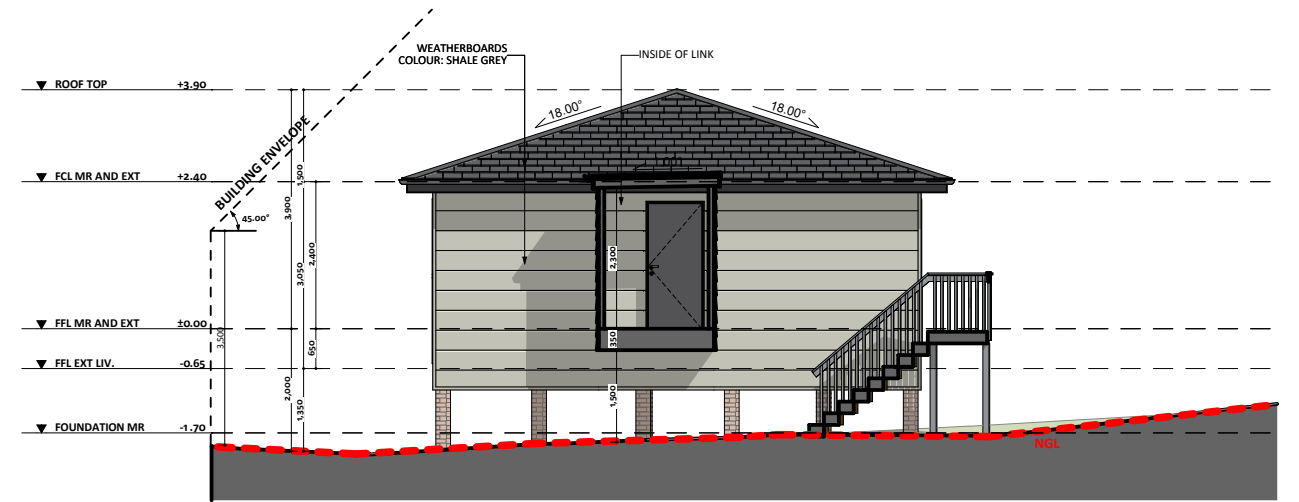 WEATHERBOARDS
COLOUR: SHALE GREY
INSIDE OF LINK
ROOF TOP +3.90
18.00°
18.00°
BUILDING ENVELOPE
FCL MR AND EXT +2.40
45.00°
1,500
3,900
2,400
3,050
2,300
FFL MR AND EXT ±0.00
3,500
350
650
FFL EXT LIV. -0.65
2,000
1,350
1,500
FOUNDATION MR -1.70
NGL